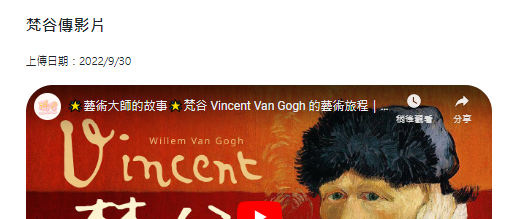 梵谷傳影片
上傳日期：2022/9/30
⭐藝術大師的故事⭐梵谷 Vincent Van Gogh 的藝術旅程｜...
稍後觀看
分享
Willem Van Gogh
Vincent
梵谷